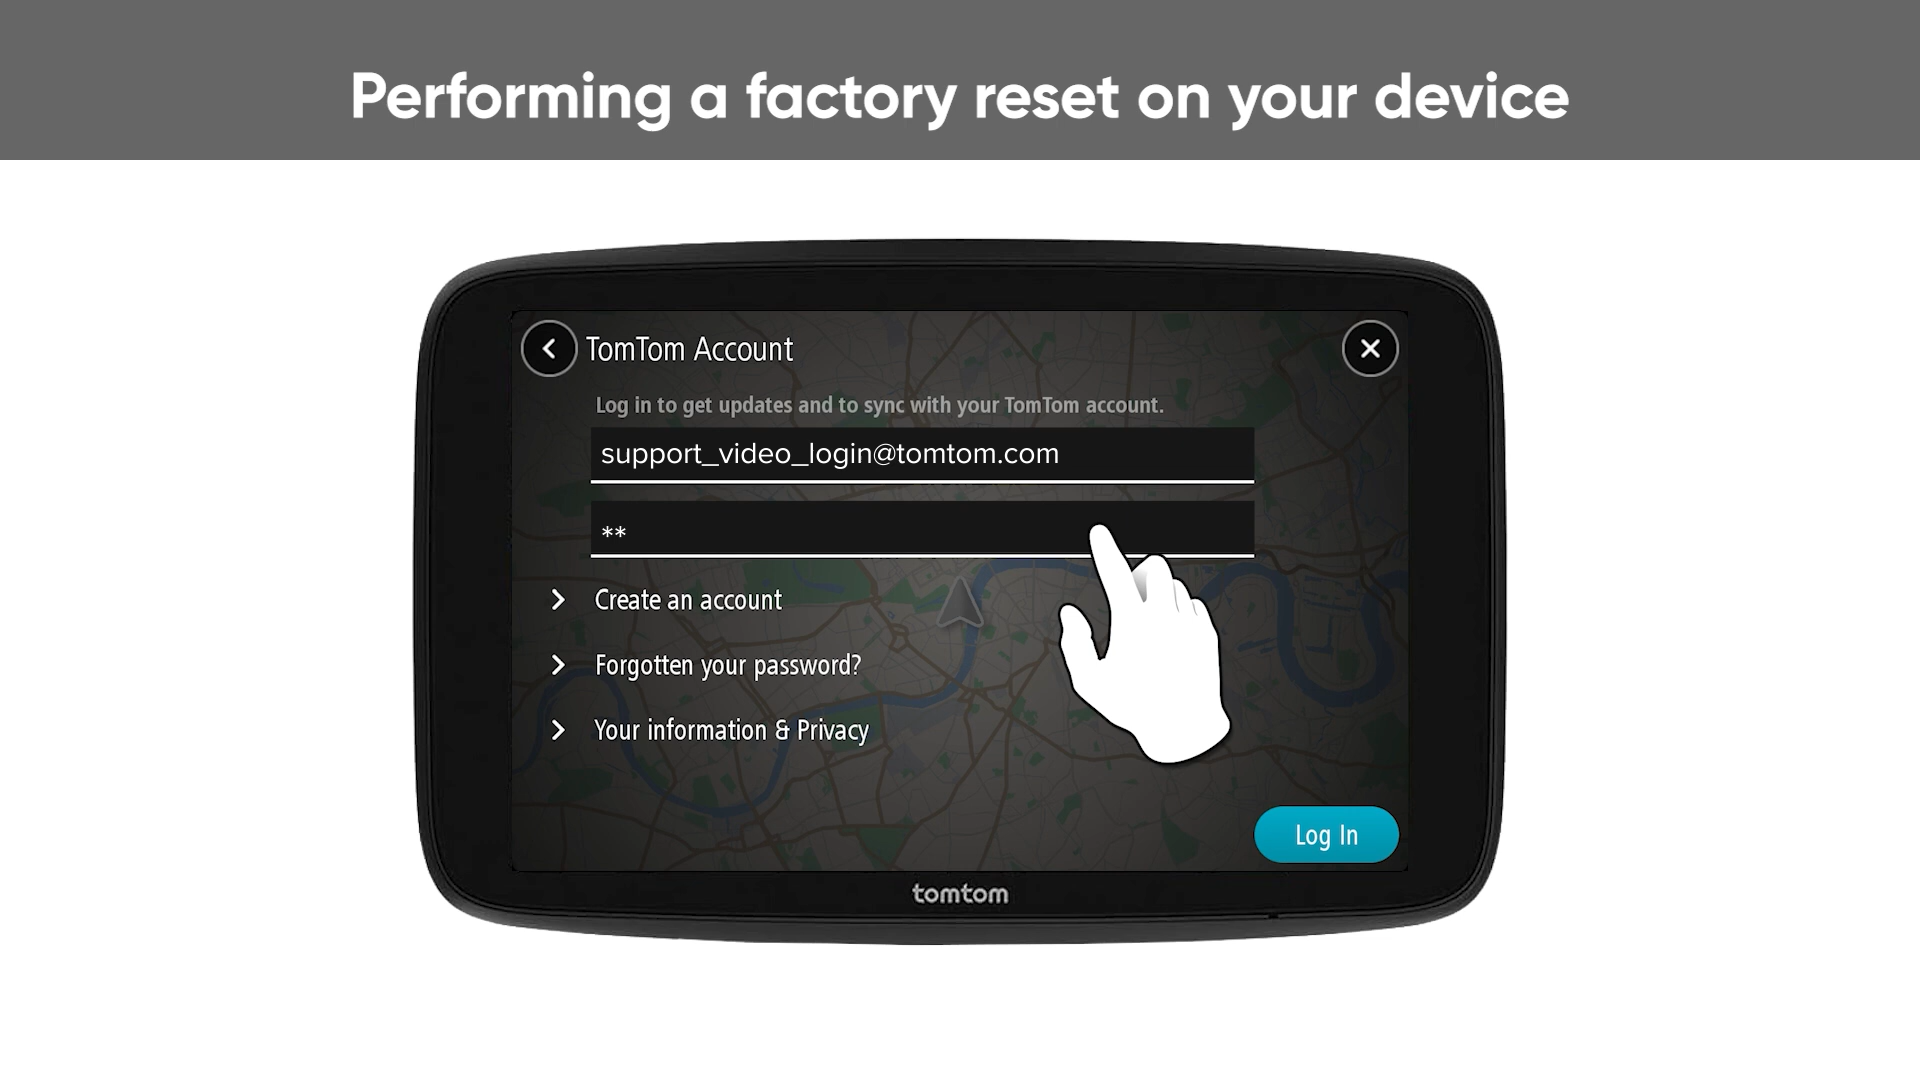 Performing a factory reset on your device
TomTom Account
Log in to get updates and to sync with your TomTom account.
support_video_login@tomtom.com
**
Create an account
Forgotten your password?
Your information & Privacy
Log In
tomtom